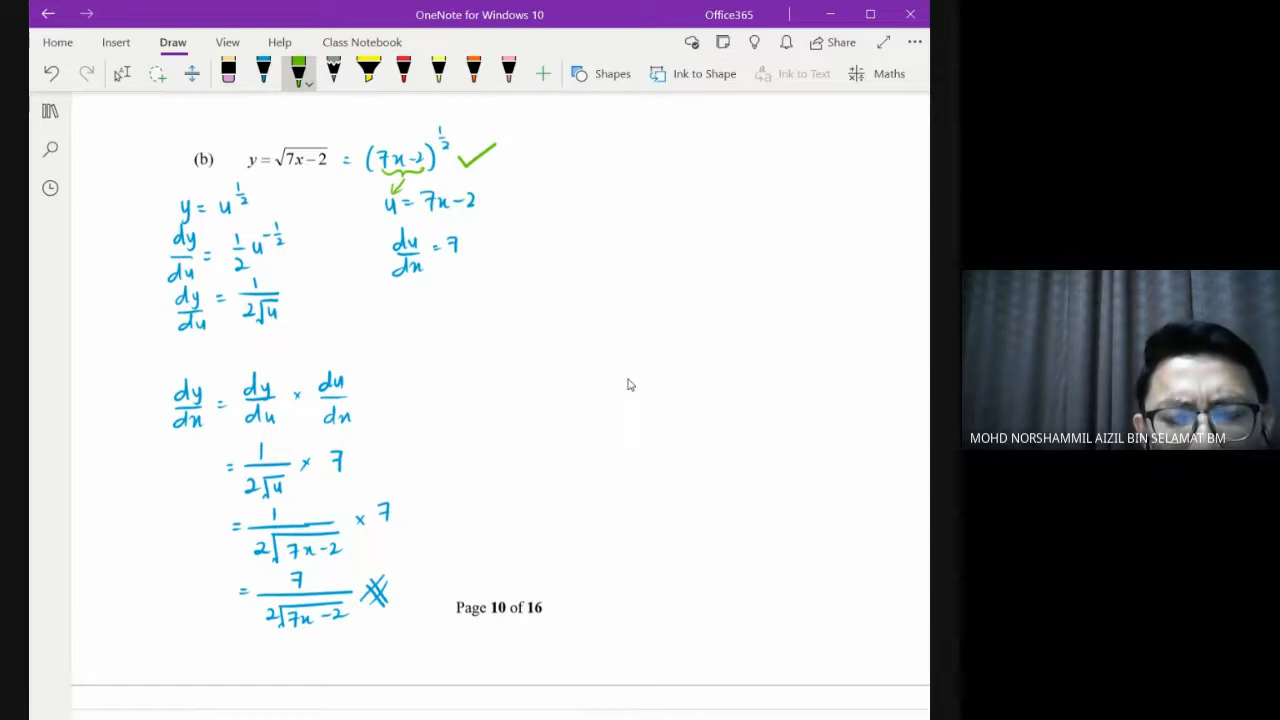 OneNote for Windows 10
Office365
Home Insert Draw View Help Class Notebook
Share
Shapes Ink to Shape Ink to Text Maths
(b) y = √7x−2 = (7x−2)^1/2 ✓
y = u^1/2
u = 7x−2
dy/du = 1/2 u^−1/2
du/dx = 7
dy/du = 1/2√u
dy/dx = dy/du × du/dx
= 1/2√u × 7
= 1/2√7x−2 × 7
= 7/2√7x−2
Page 10 of 16
MOHD NORSHAMMIL AIZIL BIN SELAMAT BM